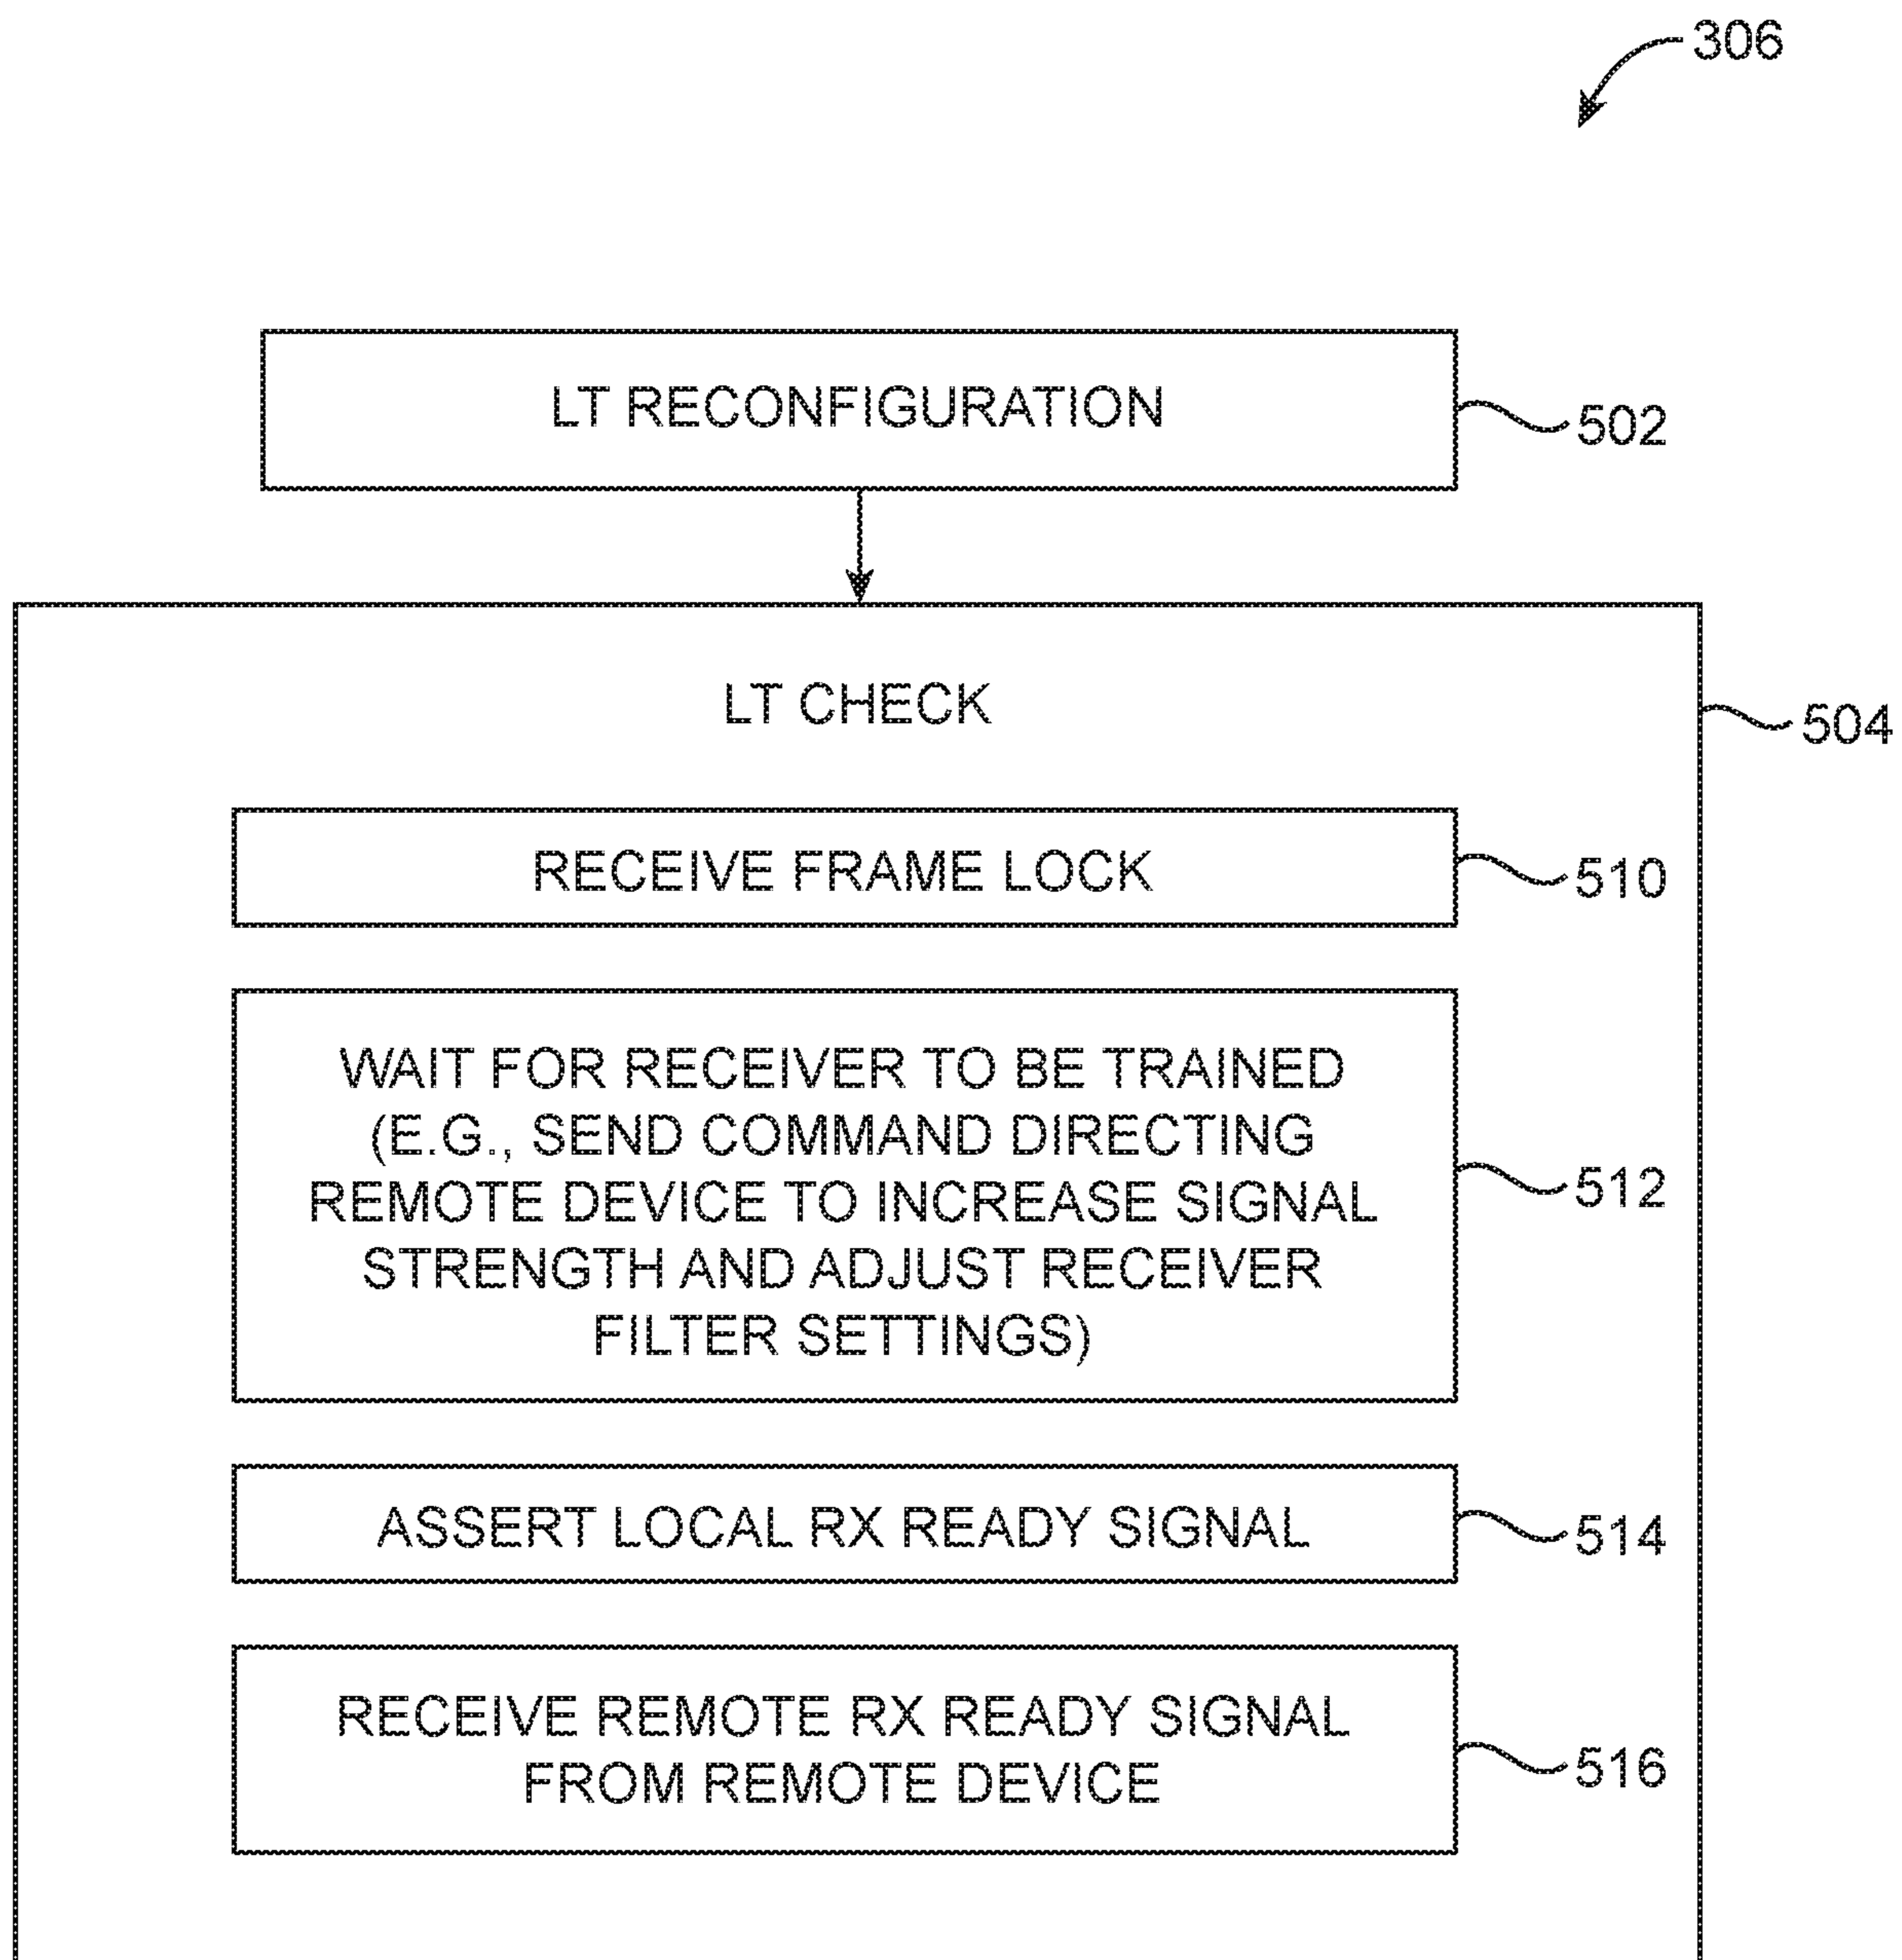 306
LT RECONFIGURATION
502
LT CHECK
504
RECEIVE FRAME LOCK
510
WAIT FOR RECEIVER TO BE TRAINED
(E.G., SEND COMMAND DIRECTING
REMOTE DEVICE TO INCREASE SIGNAL
STRENGTH AND ADJUST RECEIVER
FILTER SETTINGS)
512
ASSERT LOCAL RX READY SIGNAL
514
RECEIVE REMOTE RX READY SIGNAL
FROM REMOTE DEVICE
516